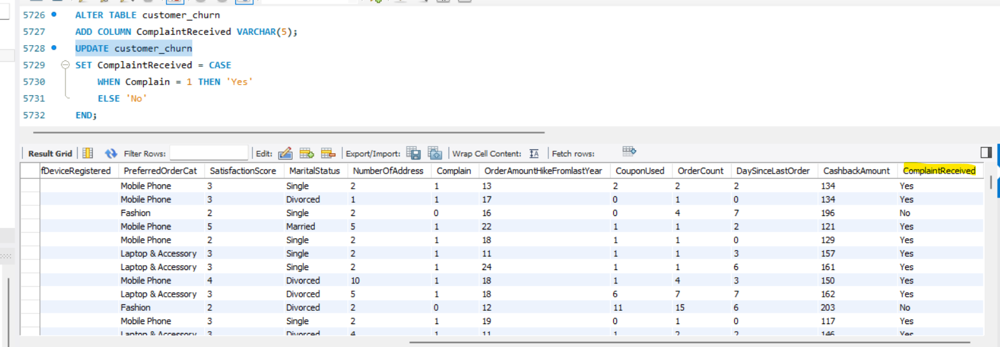 5726 ALTER TABLE customer_churn
5727 ADD COLUMN ComplaintReceived VARCHAR(5);
5728 UPDATE customer_churn
5729 SET ComplaintReceived = CASE
5730 WHEN Complain = 1 THEN 'Yes'
5731 ELSE 'No'
5732 END;
Result Grid Filter Rows: Edit: Export/Import: Wrap Cell Content: Fetch rows:
fDeviceRegistered PreferredOrderCat SatisfactionScore MaritalStatus NumberOfAddress Complain OrderAmountHikeFromlastYear CouponUsed OrderCount DaySinceLastOrder CashbackAmount ComplaintReceived
Mobile Phone 3 Single 2 1 13 2 2 2 134 Yes
Mobile Phone 3 Divorced 1 1 17 0 1 0 134 Yes
Fashion 2 Single 2 0 16 0 4 7 196 No
Mobile Phone 5 Married 5 1 22 1 1 2 121 Yes
Mobile Phone 2 Single 2 1 18 1 1 0 129 Yes
Laptop & Accessory 3 Single 2 1 11 1 1 3 157 Yes
Laptop & Accessory 3 Single 2 1 24 1 1 6 161 Yes
Mobile Phone 4 Divorced 10 1 18 1 4 3 150 Yes
Laptop & Accessory 3 Divorced 5 1 18 6 7 7 162 Yes
Fashion 2 Divorced 2 0 12 11 15 6 203 No
Mobile Phone 3 Single 2 1 19 0 1 0 117 Yes
Laptop & Accessory 3 Divorced 4 1 11 1 2 2 146 Yes